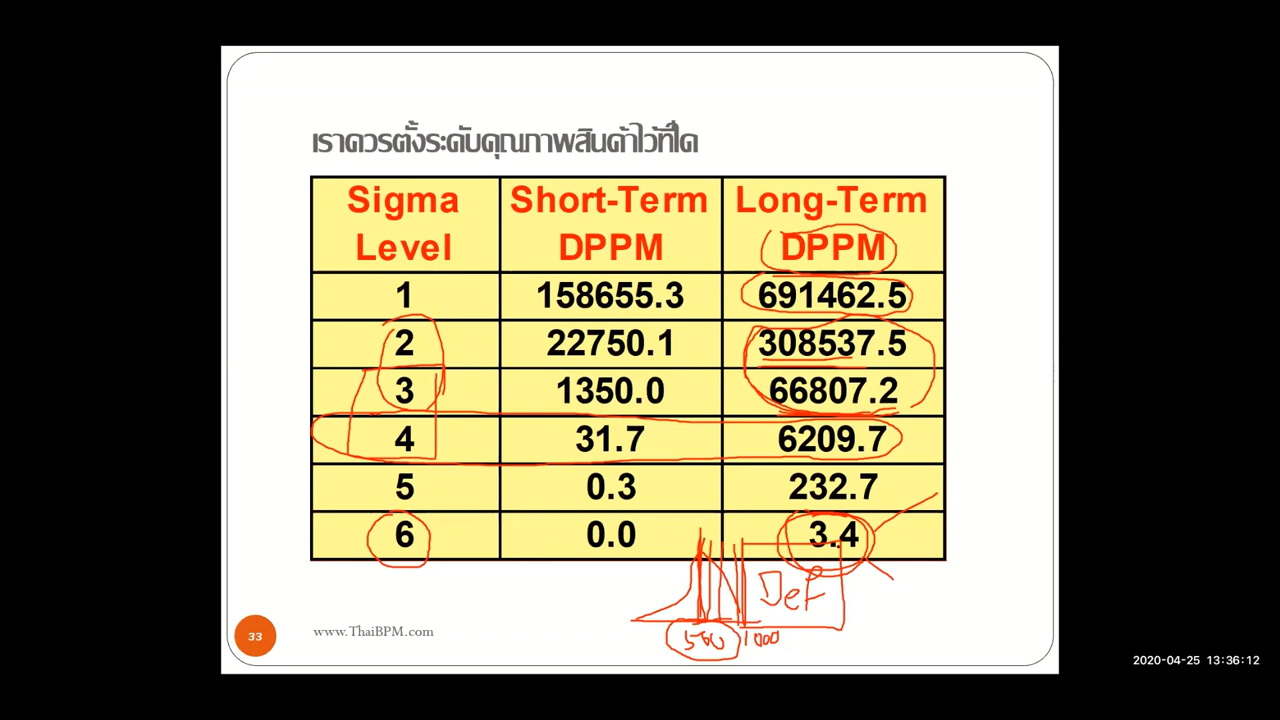 เราควรตั้งระดับคุณภาพสินค้าไว้ที่ใด
Sigma Level Short-Term DPPM Long-Term DPPM
1 158655.3 691462.5
2 22750.1 308537.5
3 1350.0 66807.2
4 31.7 6209.7
5 0.3 232.7
6 0.0 3.4
Def
500 1000
33 www.ThaiBPM.com
2020-04-25 13:36:12